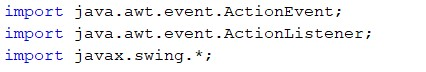 import java.awt.event.ActionEvent;
import java.awt.event.ActionListener;
import javax.swing.*;